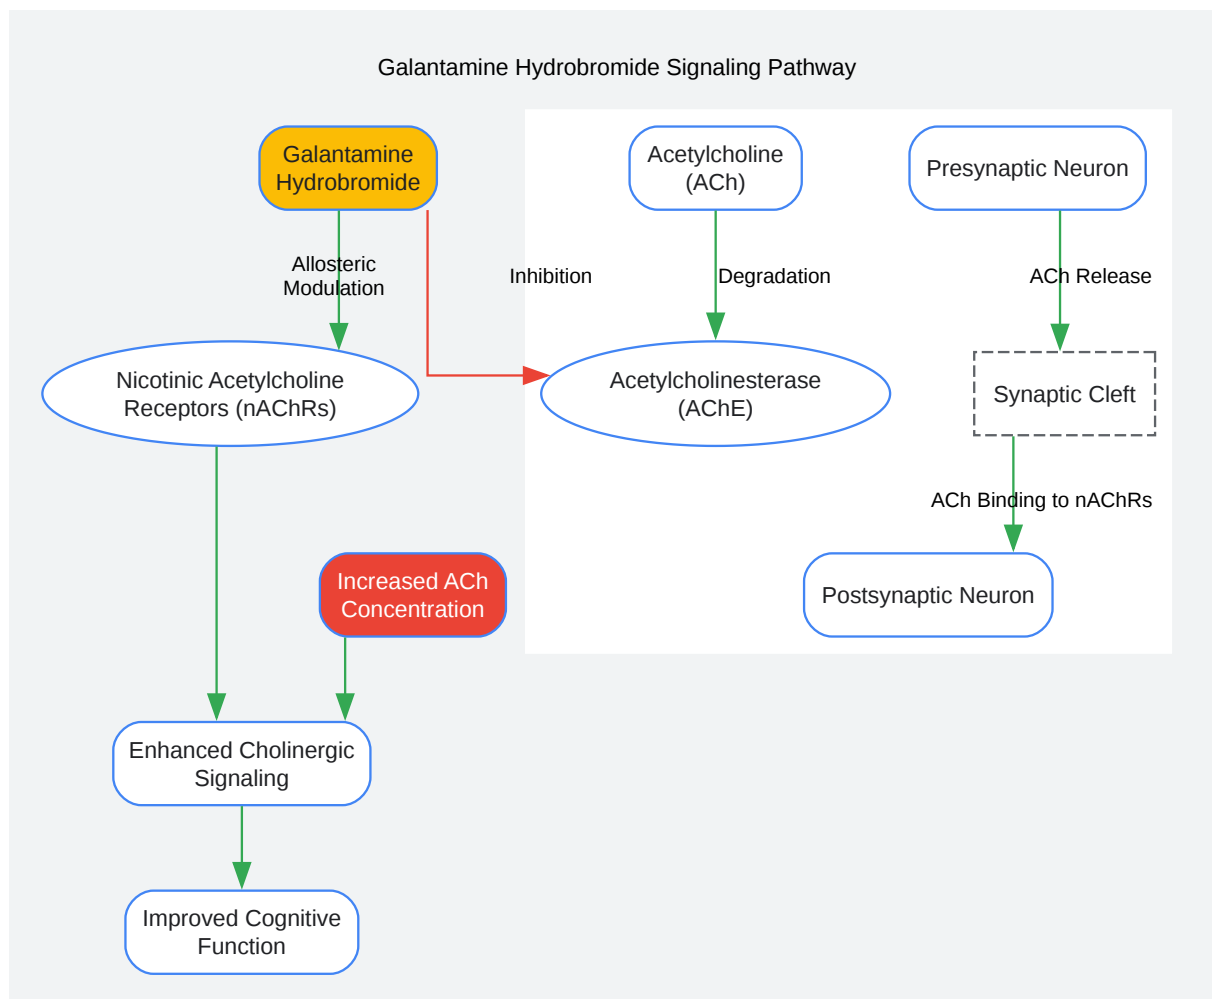 Galantamine Hydrobromide Signaling Pathway
Galantamine
Hydrobromide
Acetylcholine
(ACh)
Presynaptic Neuron
Allosteric
Modulation
Inhibition
Degradation
ACh Release
Nicotinic Acetylcholine
Receptors (nAChRs)
Acetylcholinesterase
(AChE)
Synaptic Cleft
ACh Binding to nAChRs
Increased ACh
Concentration
Postsynaptic Neuron
Enhanced Cholinergic
Signaling
Improved Cognitive
Function